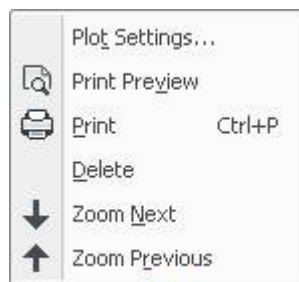 Plot Settings...
Print Preview
Print Ctrl+P
Delete
Zoom Next
Zoom Previous